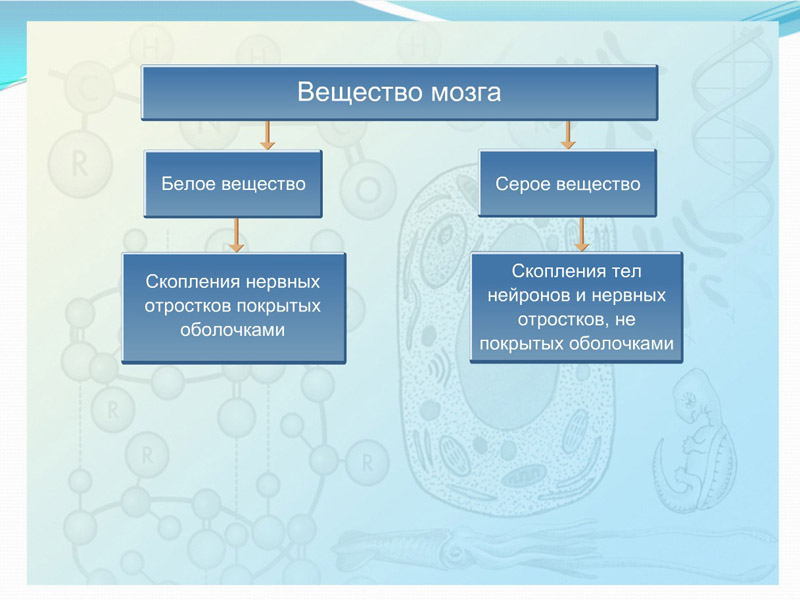 Вещество мозга
Белое вещество
Серое вещество
Скопления нервных
отростков покрытых
оболочками
Скопления тел
нейронов и нервных
отростков, не
покрытых оболочками
H
H
H
C
N
R
R
R
R